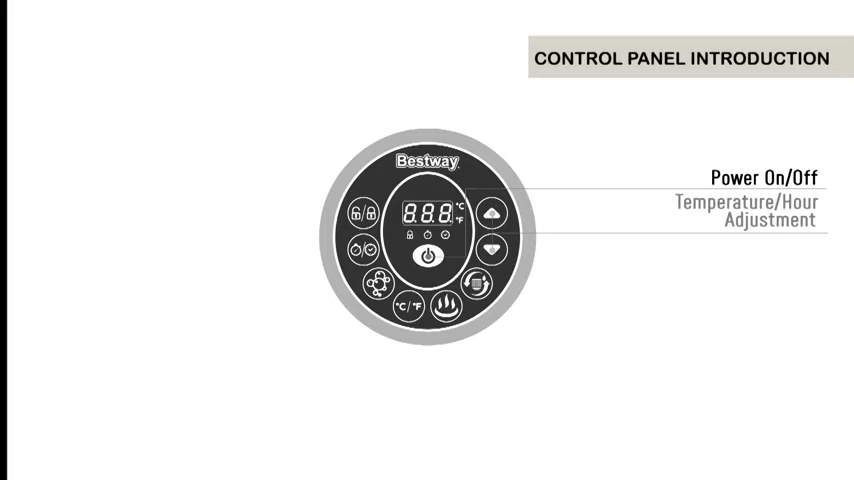 CONTROL PANEL INTRODUCTION
Bestway
Power On/Off
Temperature/Hour
Adjustment
8.8.8.
°C
°F
°C/°F